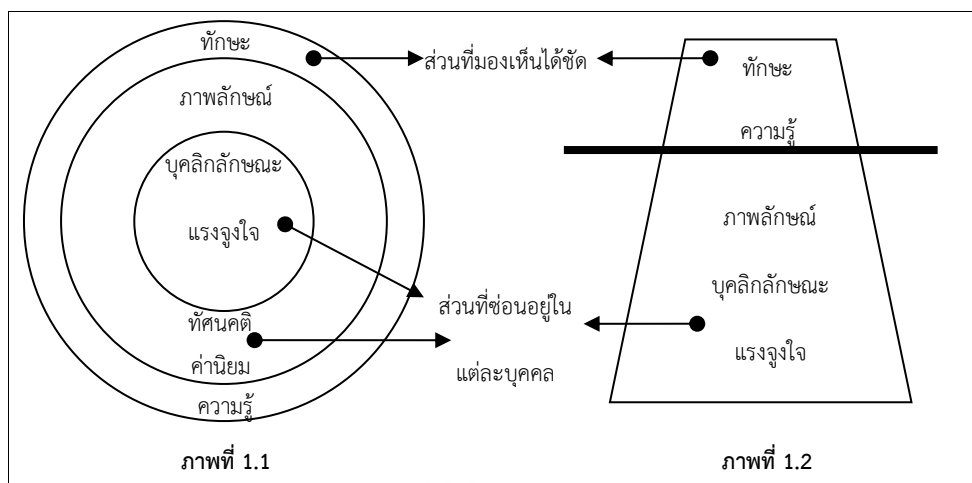 ทักษะ
ภาพลักษณ์
บุคลิกลักษณะ
แรงจูงใจ
ทัศนคติ
ค่านิยม
ความรู้
ส่วนที่มองเห็นได้ชัด
ส่วนที่ซ่อนอยู่ใน
แต่ละบุคคล
ทักษะ
ความรู้
ภาพลักษณ์
บุคลิกลักษณะ
แรงจูงใจ
ภาพที่ 1.1
ภาพที่ 1.2